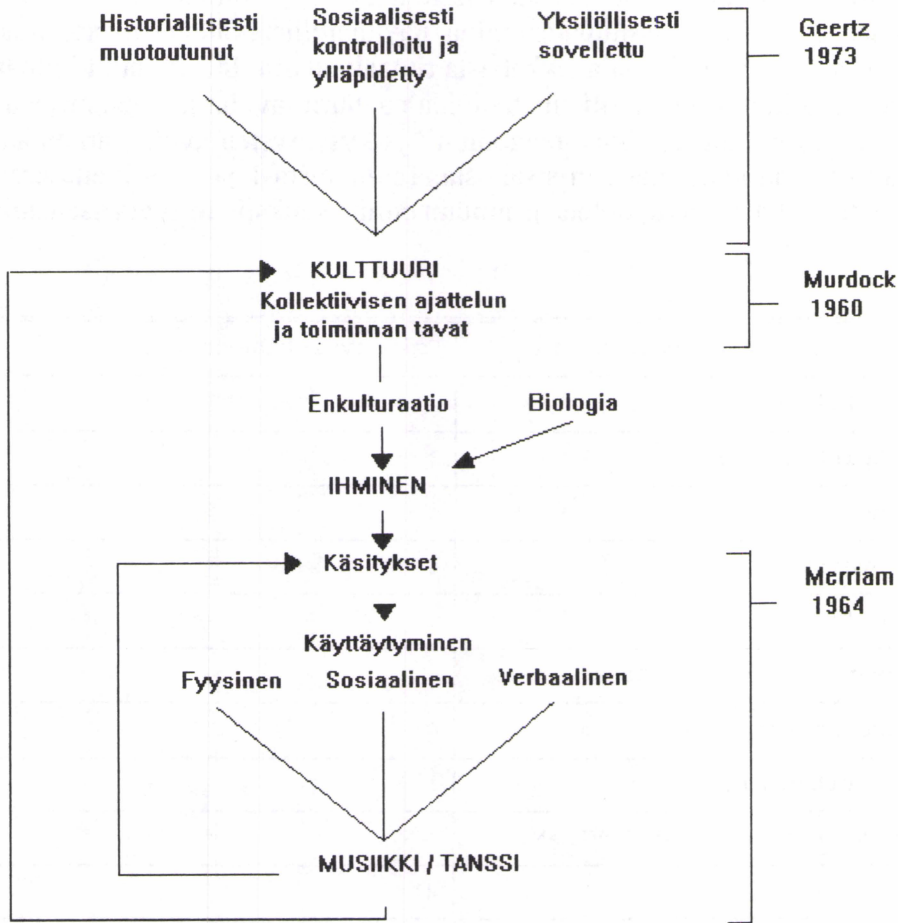 Historiallisesti
muotoutunut
Sosiaalisesti
kontrolloitu ja
ylläpidetty
Yksilöllisesti
sovellettu
Geertz
1973
KULTTUURI
Kollektiivisen ajattelun
ja toiminnan tavat
Murdock
1960
Enkulturaatio
Biologia
IHMINEN
Käsitykset
Merriam
1964
Käyttäytyminen
Fyysinen
Sosiaalinen
Verbaalinen
MUSIIKKI / TANSSI